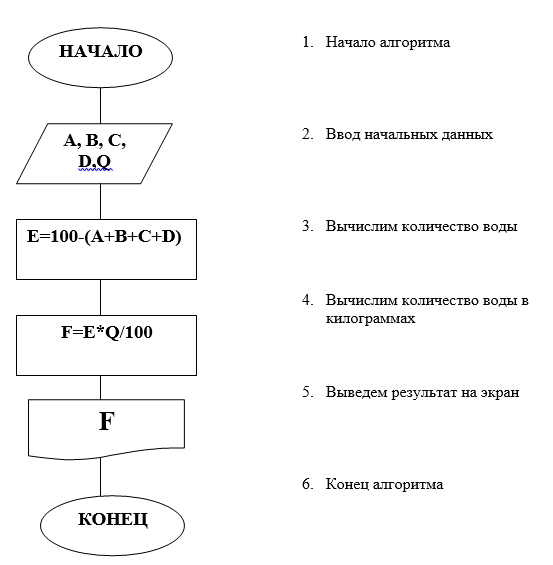 НАЧАЛО
1. Начало алгоритма
A, B, C,
D,Q
2. Ввод начальных данных
E=100-(A+B+C+D)
3. Вычислим количество воды
F=E*Q/100
4. Вычислим количество воды в
килограммах
F
5. Выведем результат на экран
КОНЕЦ
6. Конец алгоритма